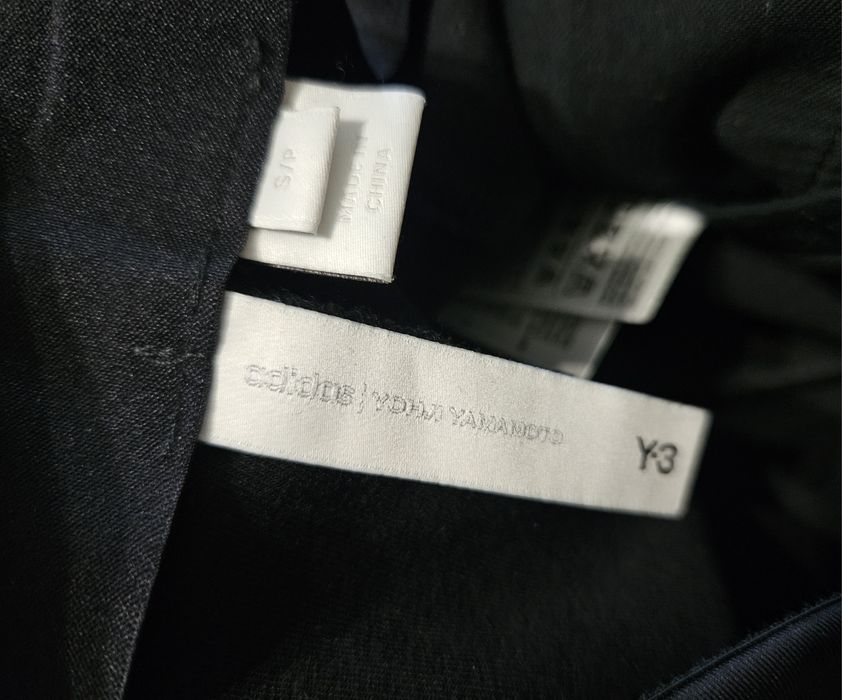 S/P
MADE IN
CHINA
adidas | YOHJI YAMAMOTO
Y-3